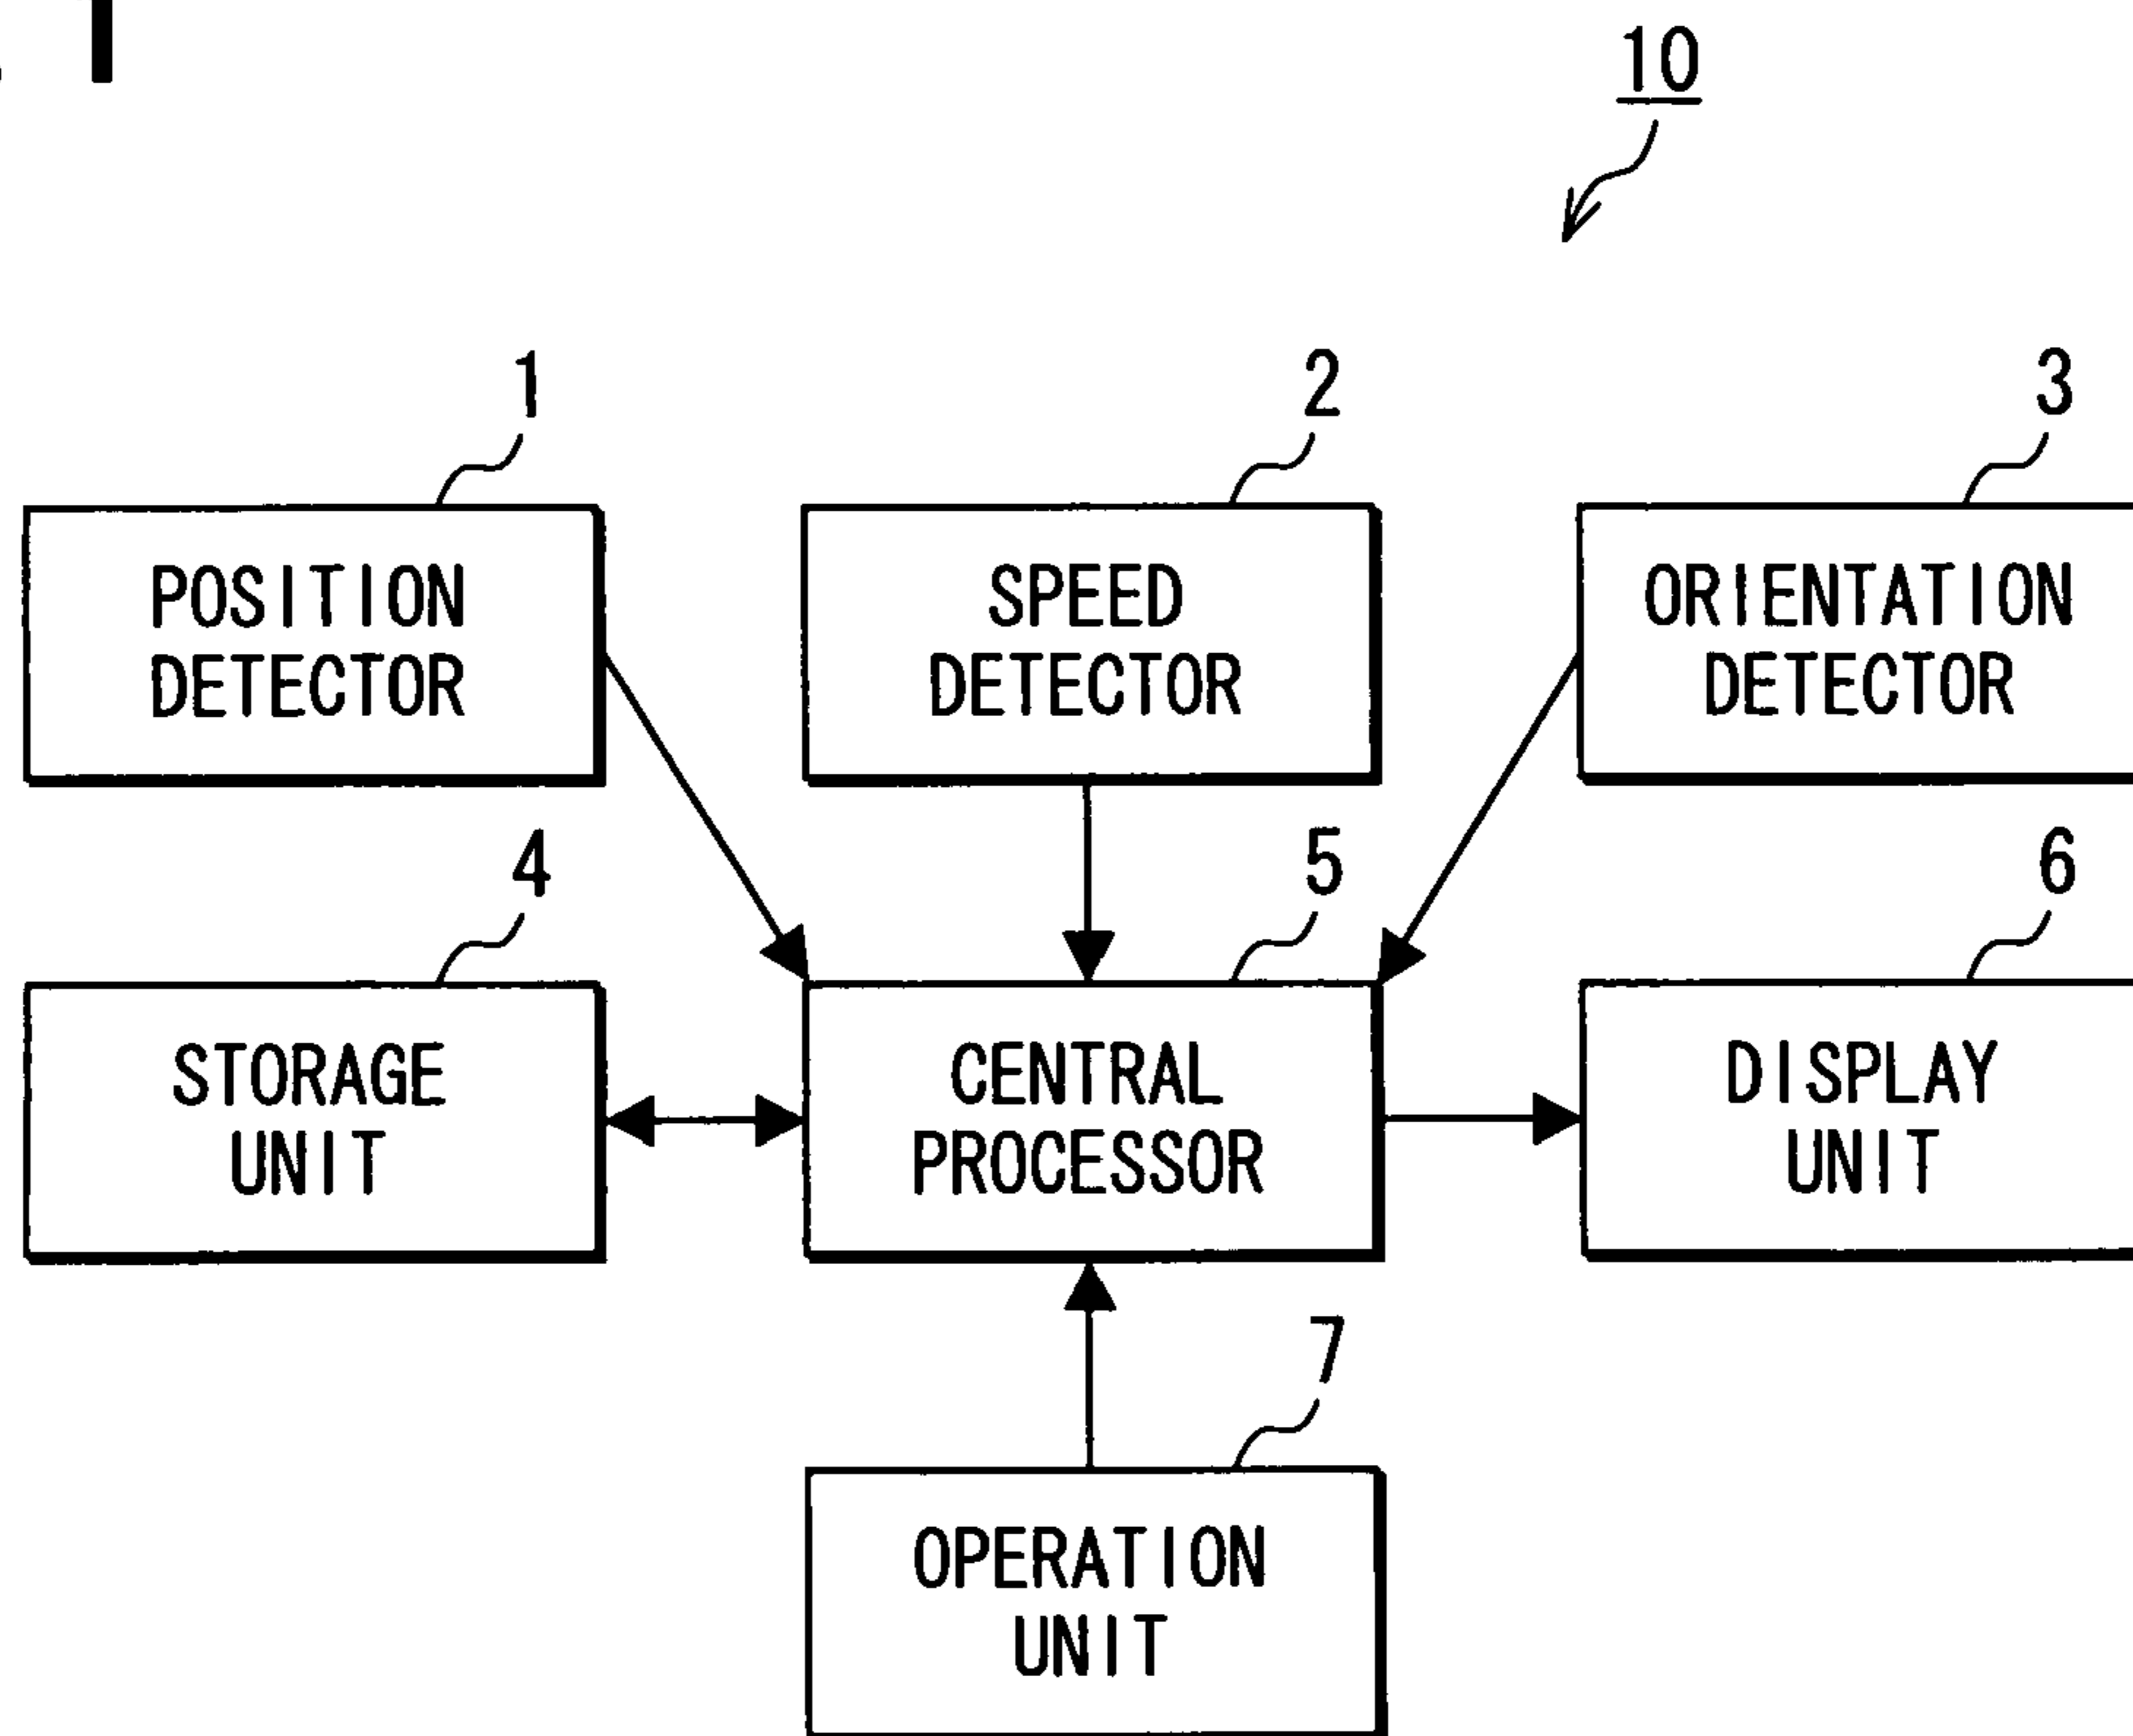 1
10
1
2
3
POSITION
DETECTOR
SPEED
DETECTOR
ORIENTATION
DETECTOR
4
5
6
STORAGE
UNIT
CENTRAL
PROCESSOR
DISPLAY
UNIT
7
OPERATION
UNIT